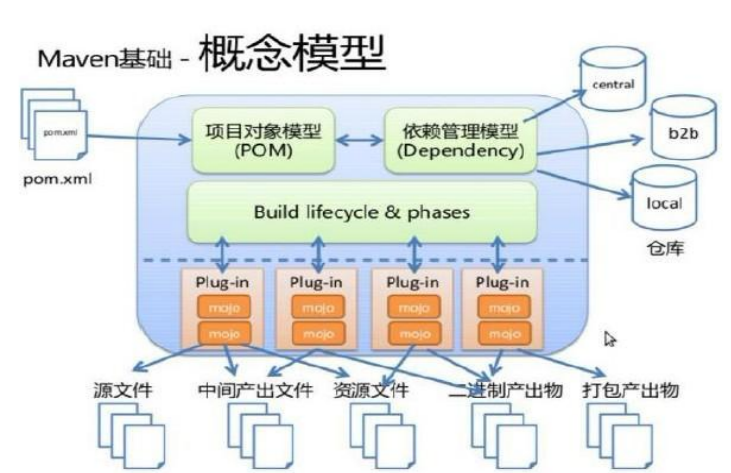 Maven基础 - 概念模型
central
b2b
local
仓库
pom.xml
pom.xml
项目对象模型
(POM)
依赖管理模型
(Dependency)
Build lifecycle & phases
Plug-in
mojo
mojo
Plug-in
mojo
mojo
Plug-in
mojo
mojo
Plug-in
mojo
mojo
源文件
中间产出文件
资源文件
二进制产出物
打包产出物